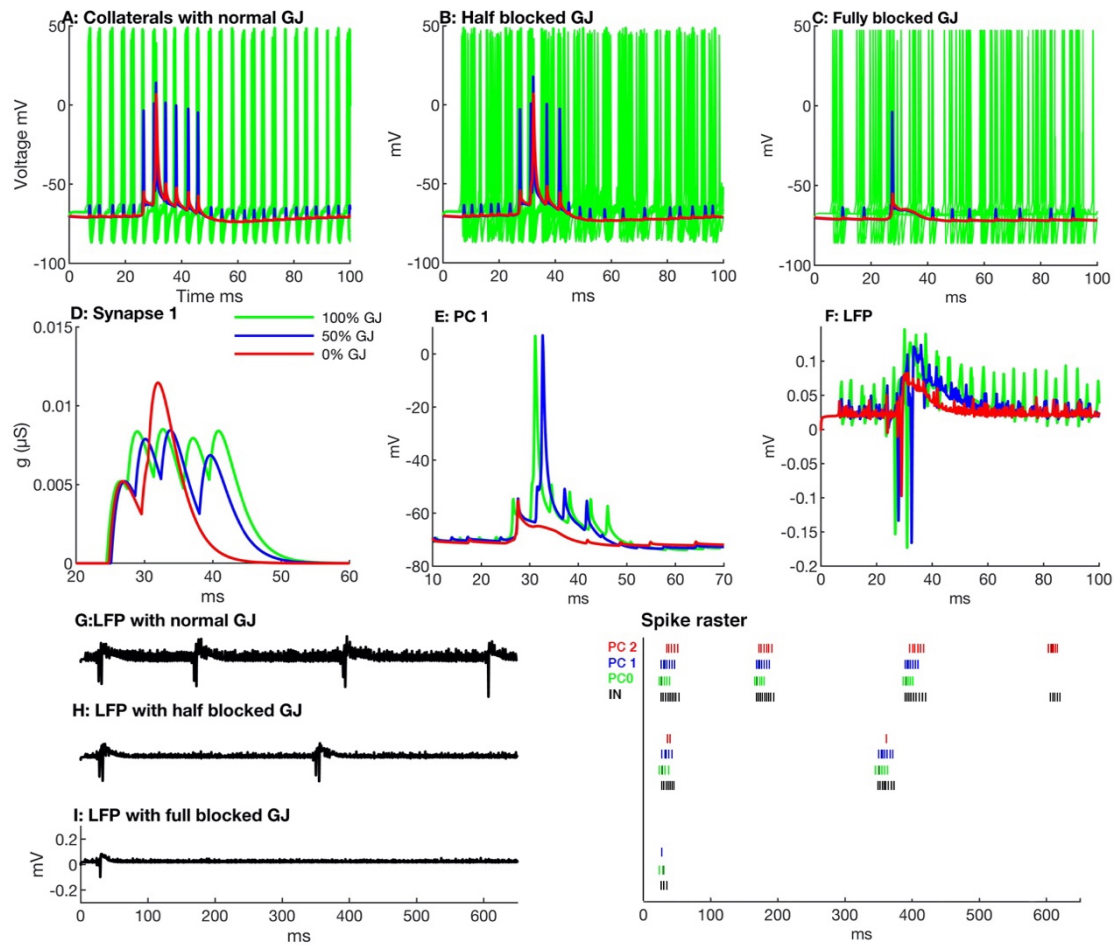 A: Collaterals with normal GJ
B: Half blocked GJ
C: Fully blocked GJ
50
0
-50
-100
Voltage mV
0 20 40 60 80 100
Time ms
50
0
-50
-100
mV
0 20 40 60 80 100
ms
50
0
-50
-100
mV
0 20 40 60 80 100
ms
D: Synapse 1
100% GJ
50% GJ
0% GJ
0.015
0.01
0.005
0
g (µS)
20 30 40 50 60
ms
E: PC 1
0
-20
-40
-60
-80
mV
10 20 30 40 50 60 70
ms
F: LFP
0.1
0.05
0
-0.05
-0.1
-0.15
-0.2
mV
0 20 40 60 80 100
ms
G:LFP with normal GJ
H: LFP with half blocked GJ
I: LFP with full blocked GJ
0.2
0
-0.2
mV
0 100 200 300 400 500 600
ms
Spike raster
PC 2
PC 1
PC0
IN
0 100 200 300 400 500 600
ms